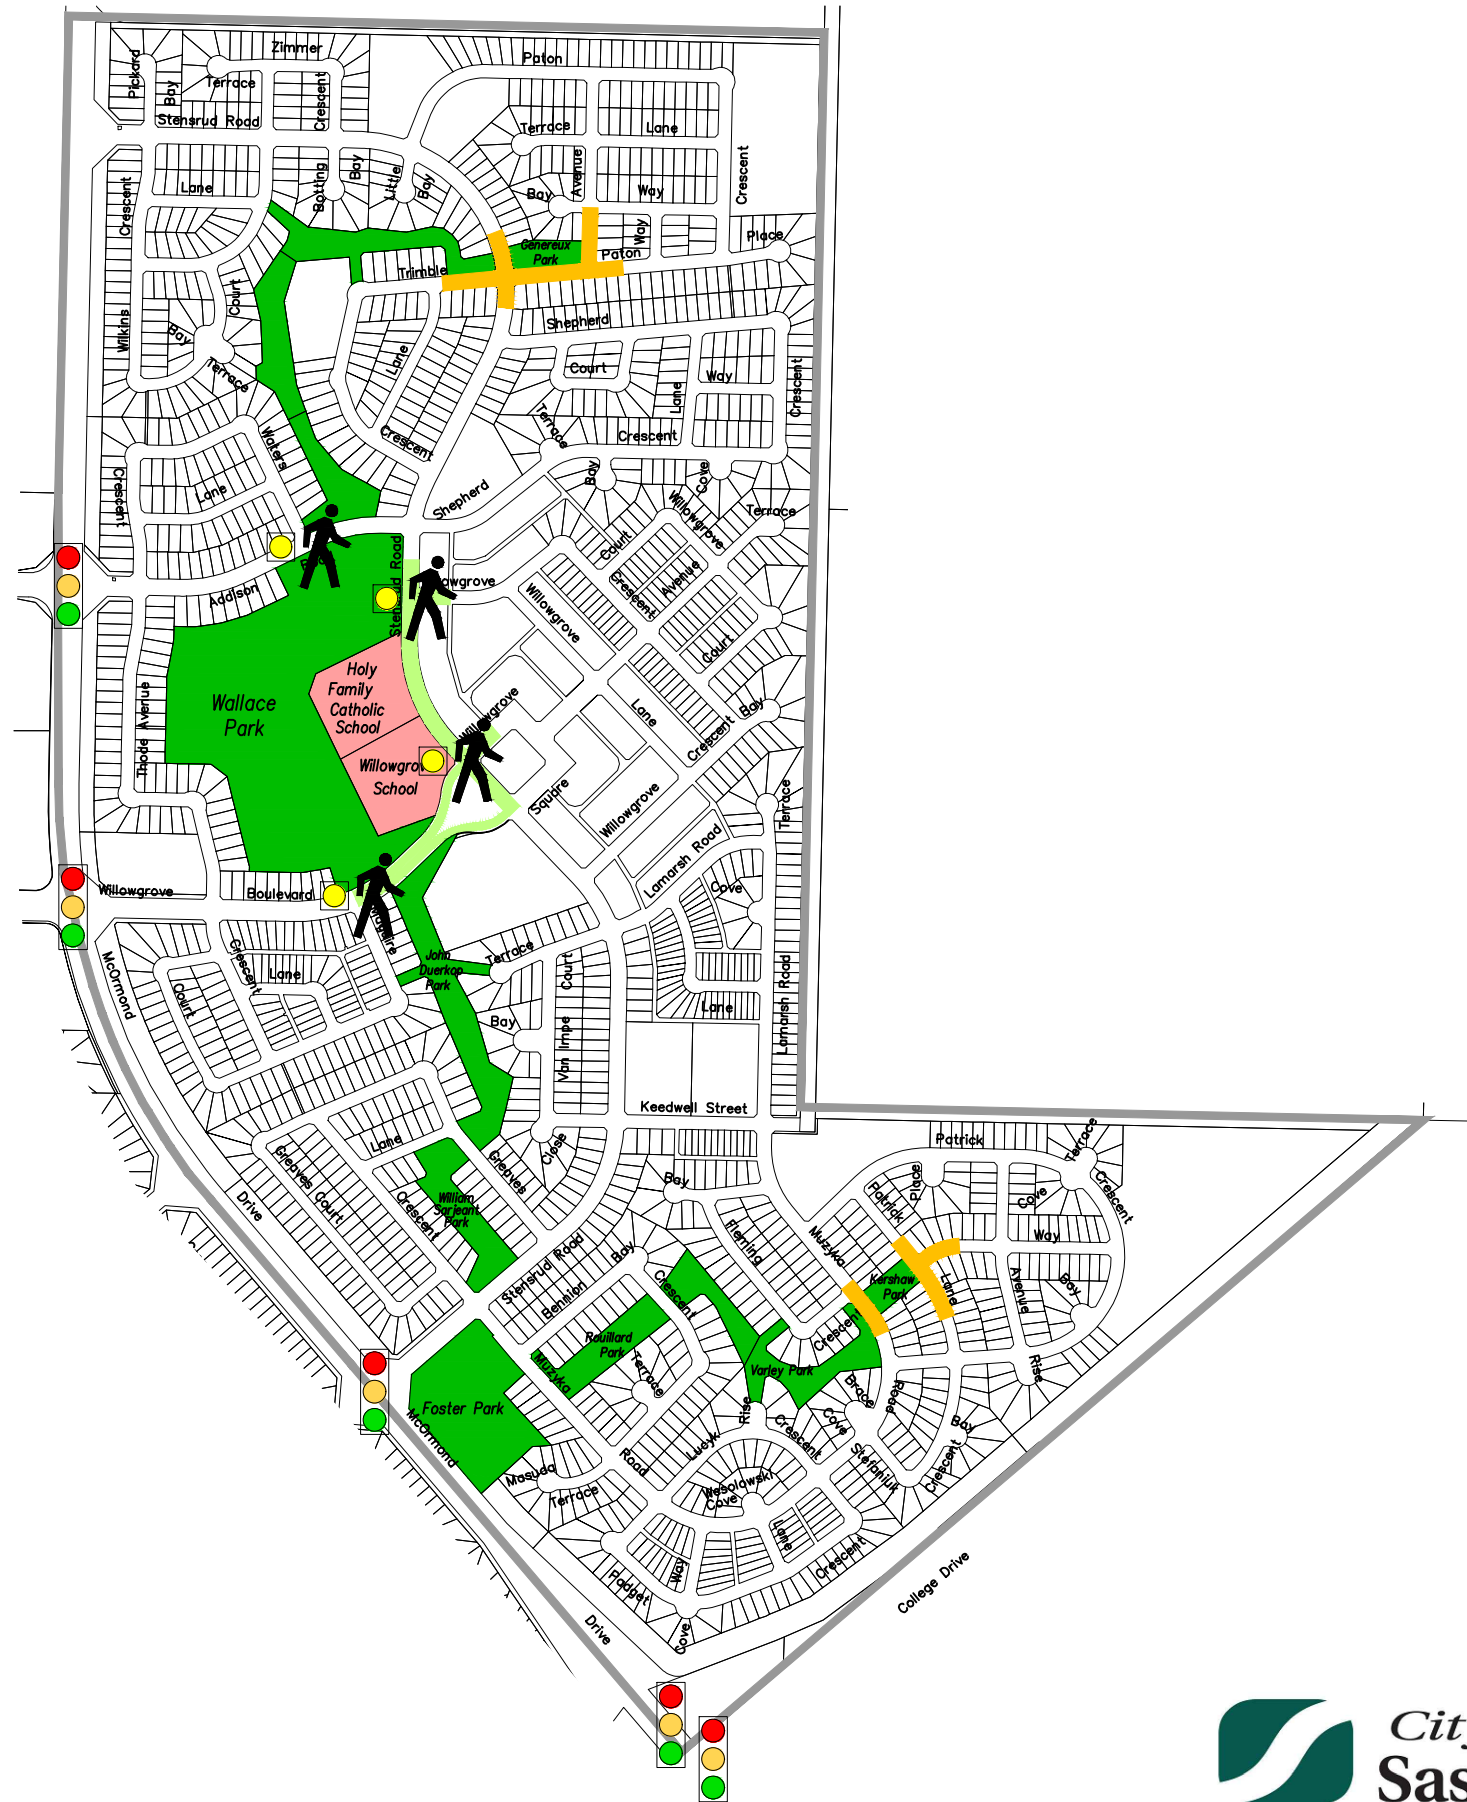 Pickard
Bay
Zimmer
Terrace
Crescent
Stensrud Road
Paton
Terrace
Lane
Avenue
Bay
Way
Crescent
Botting
Bay
Little
Bay
Lane
Crescent
Wilkins
Court
Bay
Terrace
Trimble
Genereux
Park
Paton
Way
Place
Shepherd
Court
Way
Lane
Crescent
Lane
Crescent
Terrace
Crescent
Bay
Cove
Willowgrove
Terrace
Waters
Lane
Crescent
Shepherd
Court
Crescent
Avenue
Addison
Willowgrove
Court
Thode Avenue
Wallace
Park
Holy
Family
Catholic
School
Willowgrove
Lane
Crescent
Bay
School
Square
Willowgrove
Terrace
Lamarsh Road
Cove
Willowgrove
Boulevard
McOrmond
Crescent
Lane
Court
John
Duerkop
Park
Terrace
Court
Bay
Van Impe
Lane
Lamarsh Road
Keedwell Street
Lane
Greaves Court
Greaves
Close
Crescent
William
Sarjeant
Park
Drive
Bay
Patrick
Terrace
Crescent
Place
Patrick
Cove
Way
Fleming
Muzyka
Stensrud Road
Bay
Benmion
Crescent
Kershaw
Park
Lane
Avenue
Bay
Crescent
Rouillard
Park
Muzyka
Terrace
Varley Park
Rise
Brace
Road
Rise
Foster Park
McOrmond
Masuda
Terrace
Road
Lucyk
Crescent
Cove
Stefaniuk
Bay
Crescent
Wesolowski
Cove
Lane
Crescent
Way
Padget
Cove
Drive
College Drive